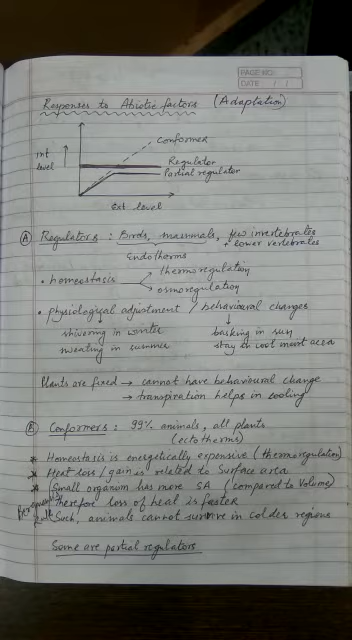 PAGE NO:
DATE / /
Responses to Abiotic factors (Adaptation)
Conformer
Int level
Regulator
Partial regulator
Ext level
(A) Regulators : Birds, mammals, few invertebrates
+ lower vertebrates
Endotherms
• homeostasis thermoregulation
osmoregulation
• physiological adjustment / behavioural changes
shivering in winter basking in sun
sweating in summer stay in cool moist area
Plants are fixed → cannot have behavioural change
→ transpiration helps in cooling
(B) Conformers : 99% animals, all plants
(ectotherms)
* Homeostasis is energetically expensive (thermoregulation)
* Heat loss / gain is related to Surface area
* Small organism has more SA (compared to Volume)
Therefore loss of heat is faster
Such, animals cannot survive in colder regions
Some are partial regulators